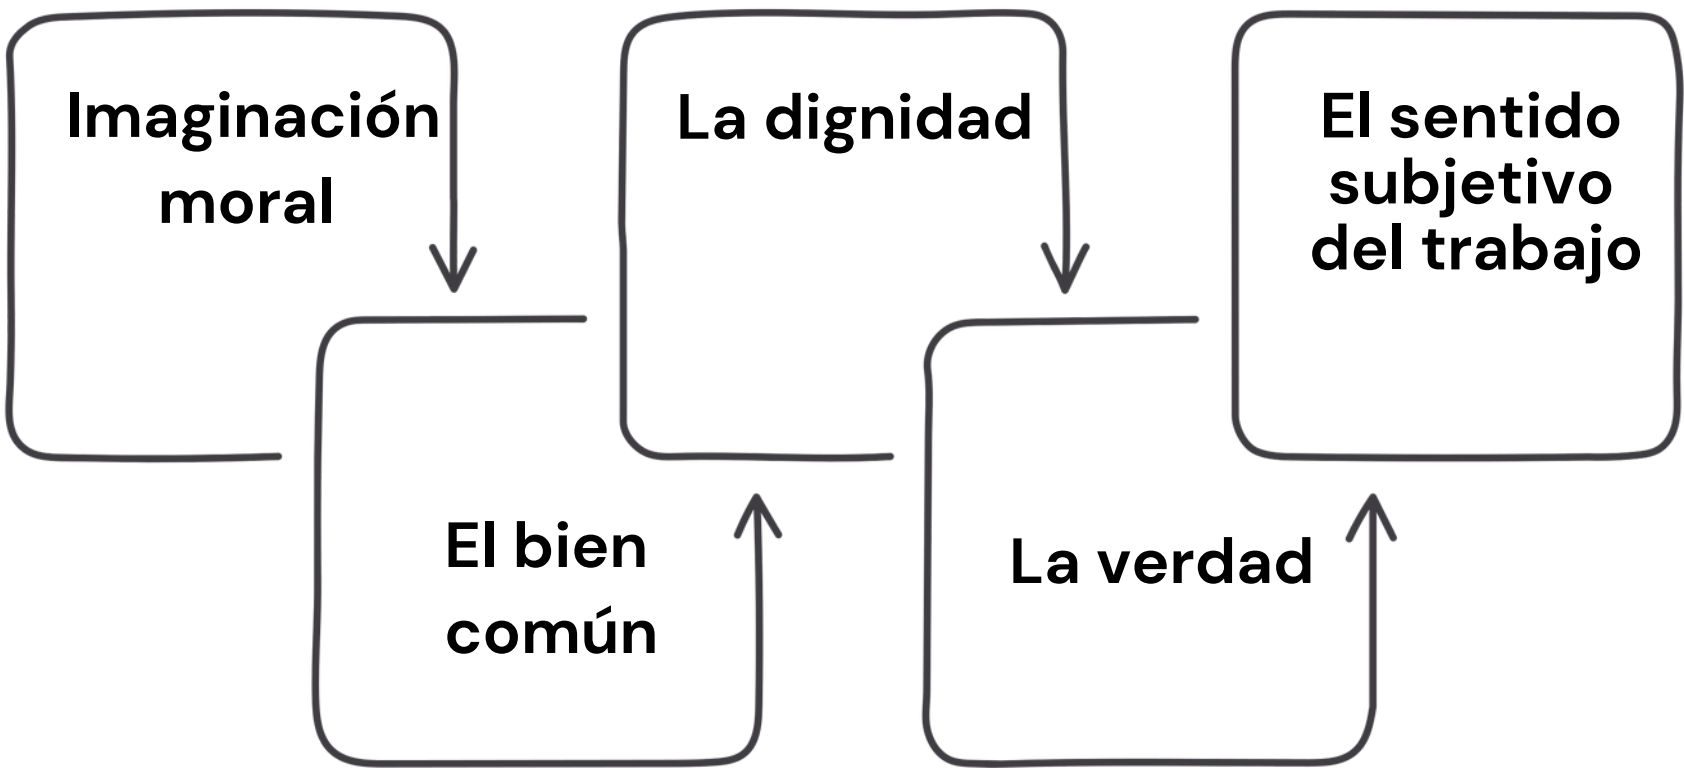 Imaginación
moral
El bien
común
La dignidad
La verdad
El sentido
subjetivo
del trabajo